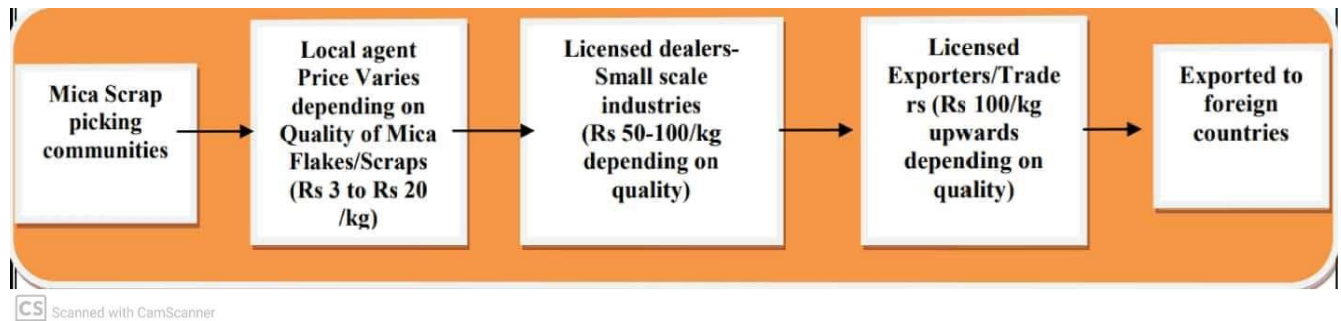 Mica Scrap
picking
communities
Local agent
Price Varies
depending on
Quality of Mica
Flakes/Scraps
(Rs 3 to Rs 20
/kg)
Licensed dealers-
Small scale
industries
(Rs 50-100/kg
depending on
quality)
Licensed
Exporters/Trade
rs (Rs 100/kg
upwards
depending on
quality)
Exported to
foreign
countries
CS Scanned with CamScanner